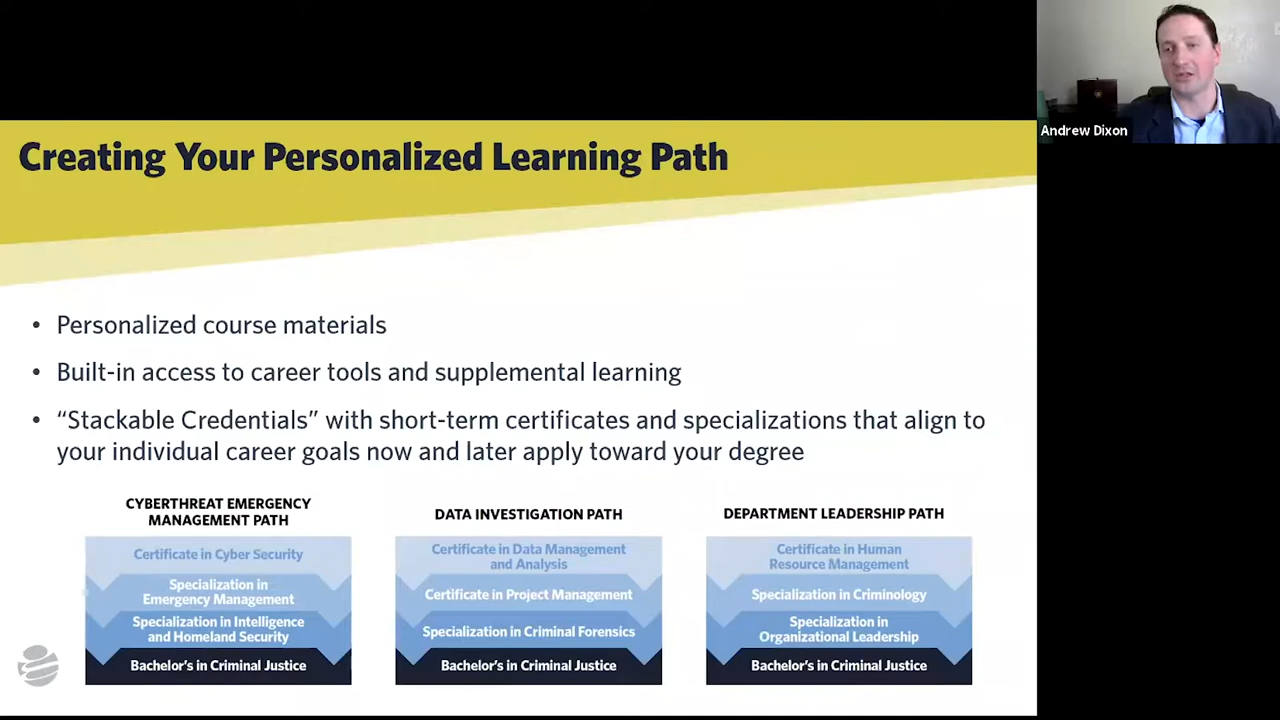 Creating Your Personalized Learning Path
Andrew Dixon
• Personalized course materials
• Built-in access to career tools and supplemental learning
• “Stackable Credentials” with short-term certificates and specializations that align to
your individual career goals now and later apply toward your degree
CYBERTHREAT EMERGENCY
MANAGEMENT PATH
Certificate in Cyber Security
Specialization in
Emergency Management
Specialization in Intelligence
and Homeland Security
Bachelor’s in Criminal Justice
DATA INVESTIGATION PATH
Certificate in Data Management
and Analysis
Certificate in Project Management
Specialization in Criminal Forensics
Bachelor’s in Criminal Justice
DEPARTMENT LEADERSHIP PATH
Certificate in Human
Resource Management
Specialization in Criminology
Specialization in
Organizational Leadership
Bachelor’s in Criminal Justice